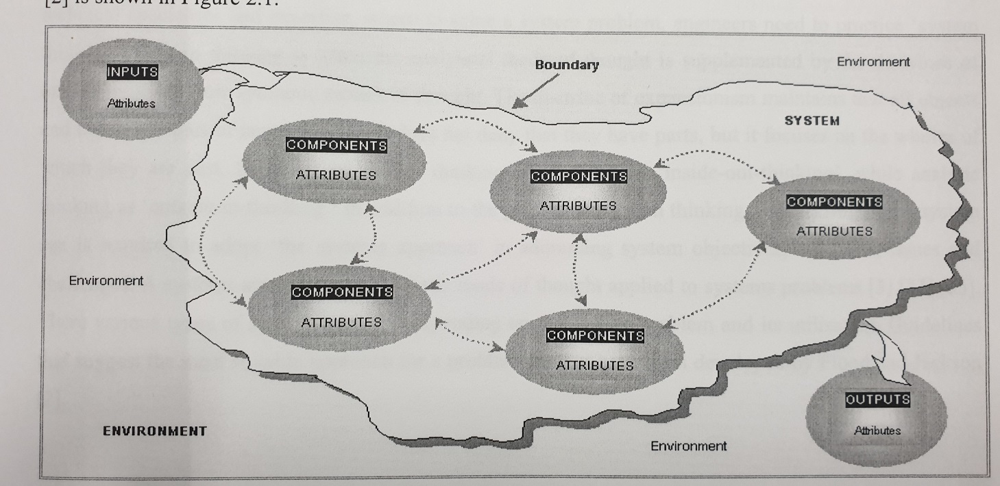 [2] is shown in Figure 2.1.
INPUTS
Attributes
Boundary
Environment
SYSTEM
COMPONENTS
ATTRIBUTES
COMPONENTS
ATTRIBUTES
COMPONENTS
ATTRIBUTES
Environment
COMPONENTS
ATTRIBUTES
COMPONENTS
ATTRIBUTES
OUTPUTS
Attributes
ENVIRONMENT
Environment